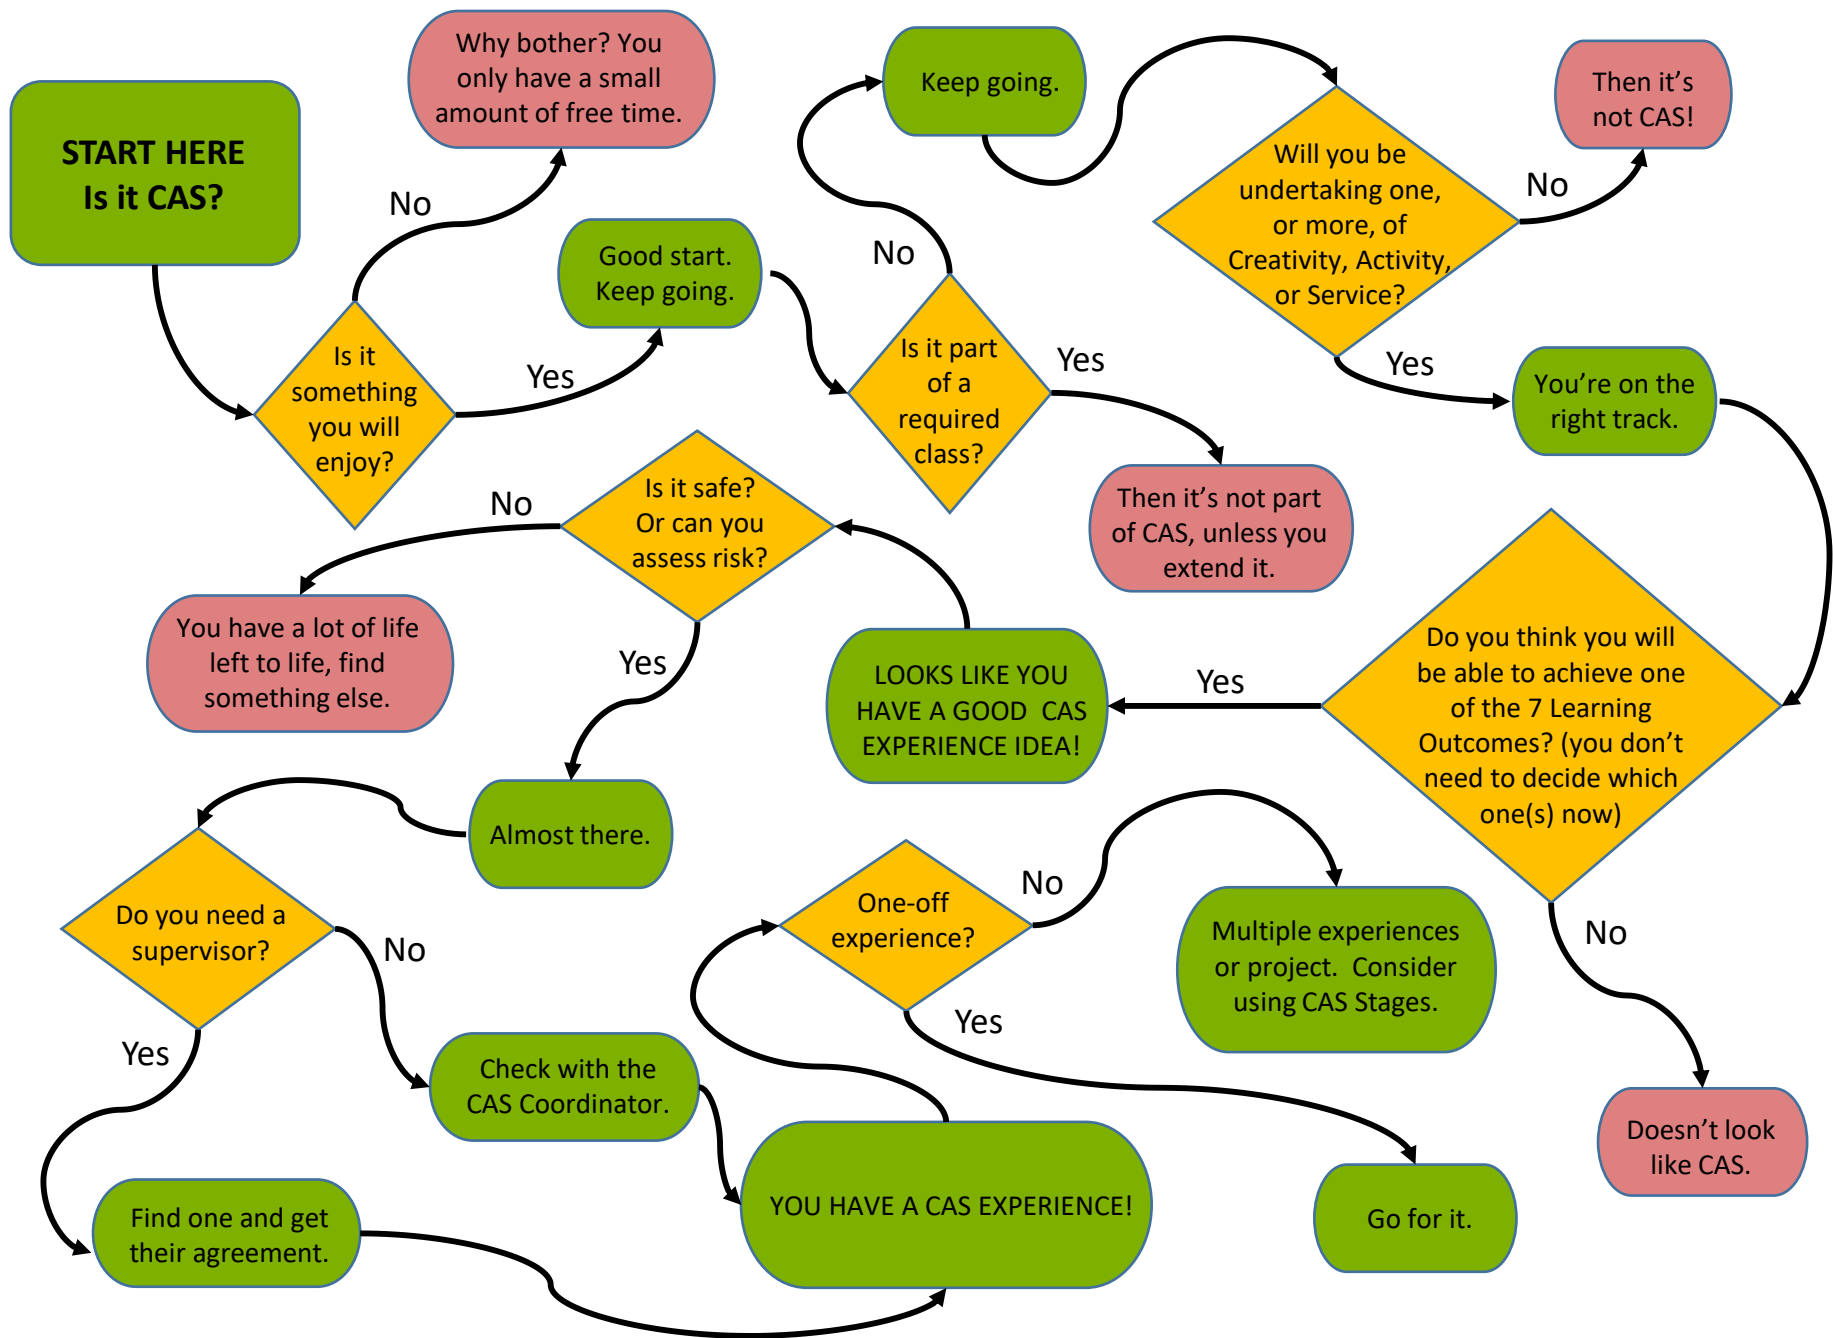 START HERE
Is it CAS?
No
Why bother? You
only have a small
amount of free time.
Is it
something
you will
enjoy?
Yes
Good start.
Keep going.
Is it part
of a
required
class?
No
Keep going.
Yes
Then it's not part
of CAS, unless you
extend it.
Will you be
undertaking one,
or more, of
Creativity, Activity,
or Service?
No
Then it's
not CAS!
Yes
You’re on the
right track.
Do you think you will
be able to achieve one
of the 7 Learning
Outcomes? (you don’t
need to decide which
one(s) now)
No
Doesn’t look
like CAS.
Yes
LOOKS LIKE YOU
HAVE A GOOD  CAS
EXPERIENCE IDEA!
Is it safe?
Or can you
assess risk?
No
You have a lot of life
left to life, find
something else.
Yes
Almost there.
Do you need a
supervisor?
No
Check with the
CAS Coordinator.
Yes
Find one and get
their agreement.
YOU HAVE A CAS EXPERIENCE!
One-off
experience?
No
Multiple experiences
or project.  Consider
using CAS Stages.
Yes
Go for it.